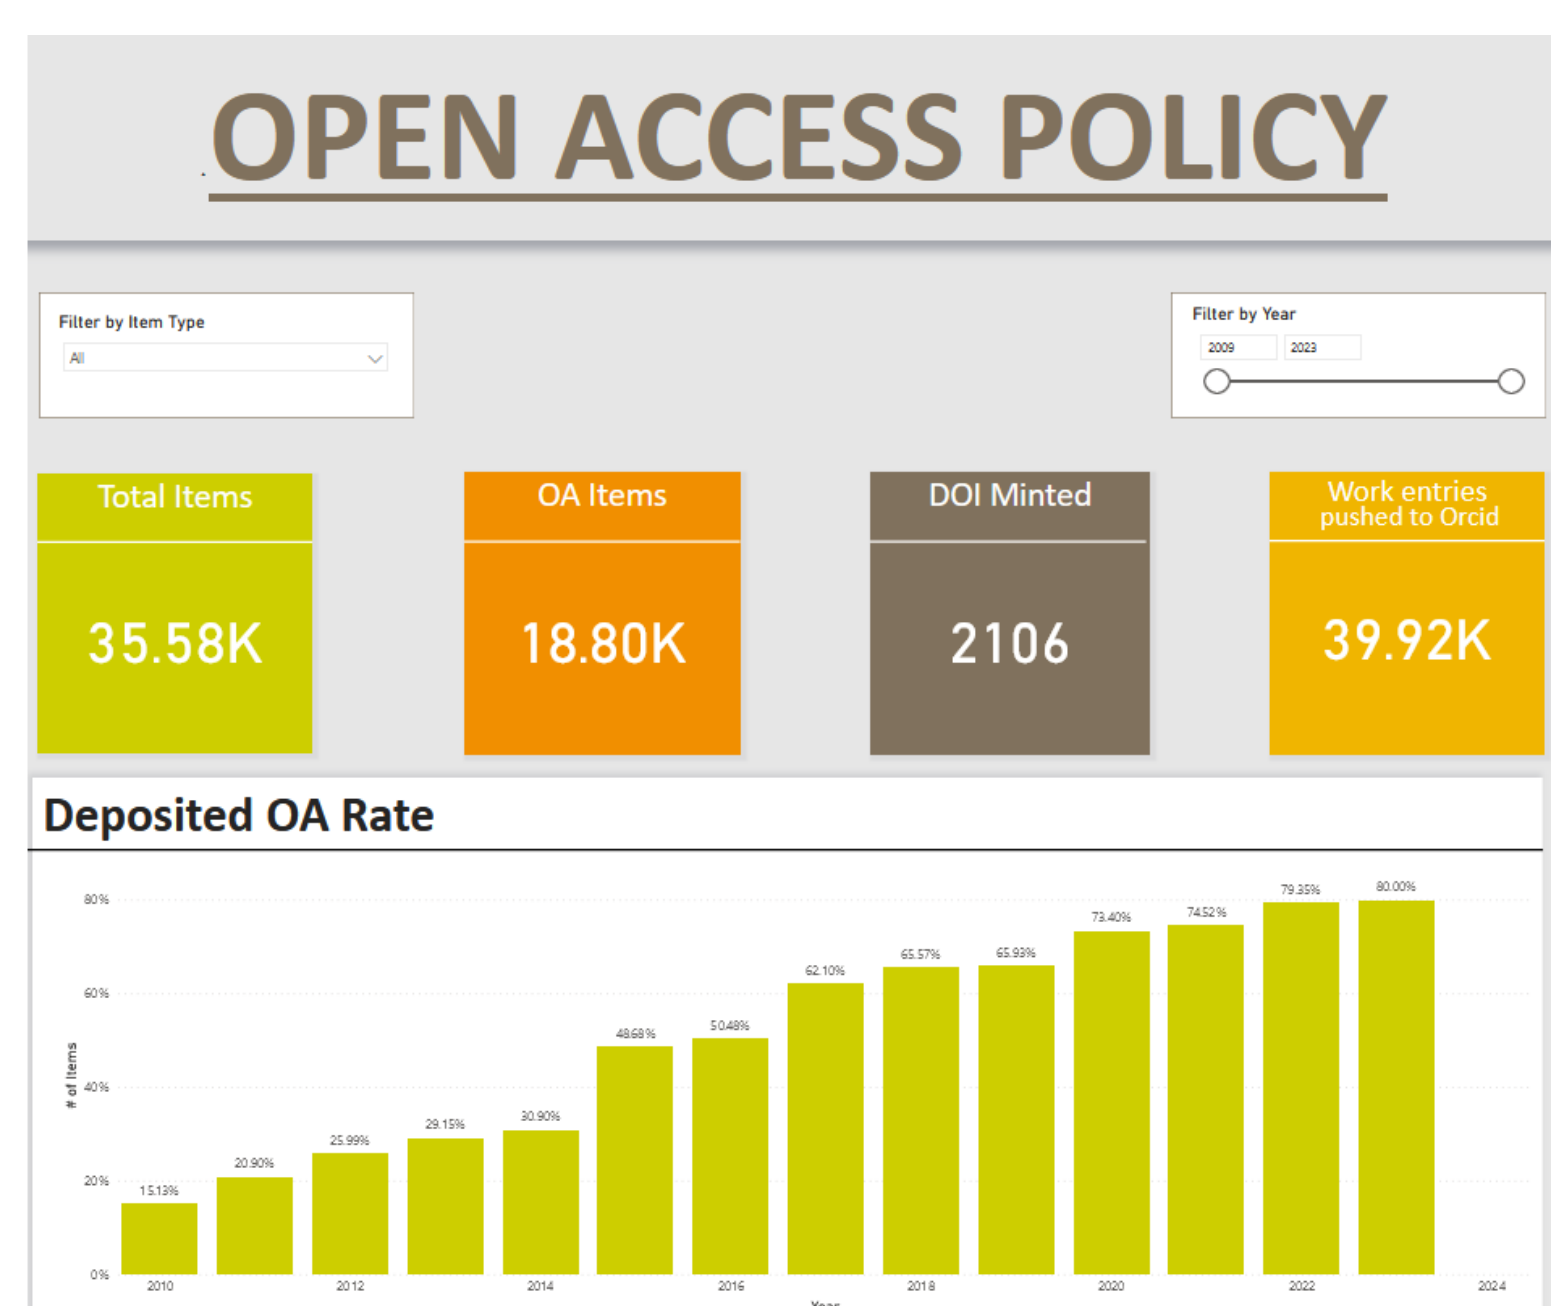 OPEN ACCESS POLICY
Filter by Item Type
All
Filter by Year
2009 2023
Total Items
35.58K
OA Items
18.80K
DOI Minted
2106
Work entries
pushed to Orcid
39.92K
Deposited OA Rate
80%
60%
40%
20%
0%
# of Items
15.13%
20.90%
25.99%
29.15%
30.90%
48.68%
50.48%
62.10%
65.57%
65.93%
73.40%
74.52%
79.35%
80.00%
2010 2012 2014 2016 2018 2020 2022 2024